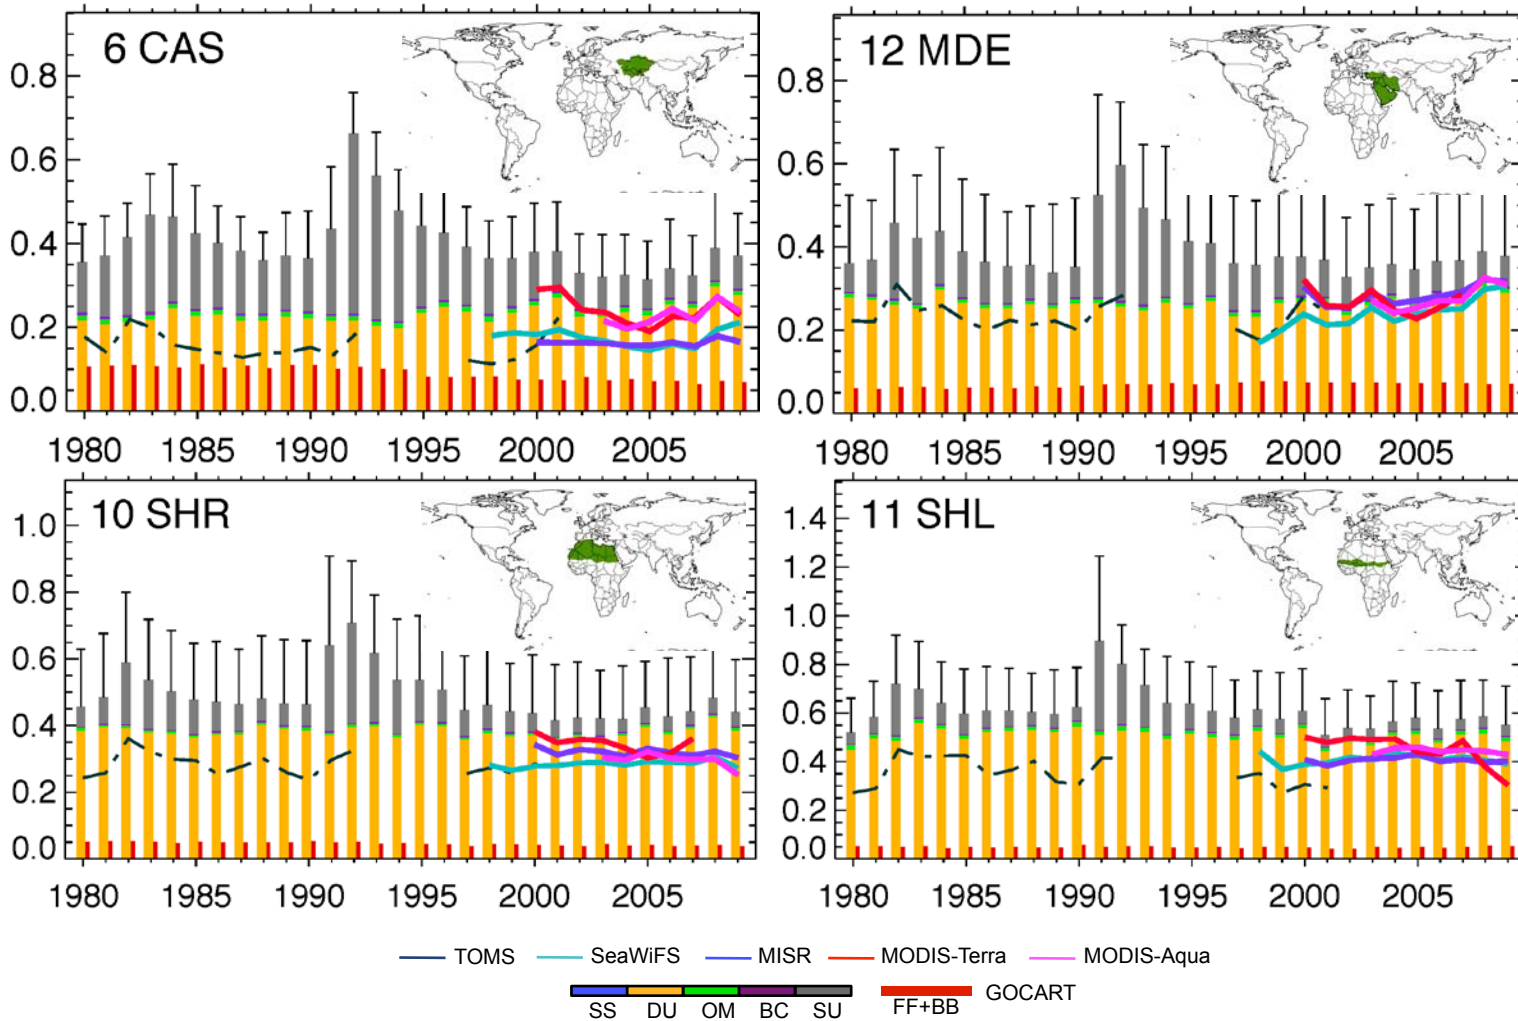 6 CAS
0.8
0.6
0.4
0.2
0.0
1980 1985 1990 1995 2000 2005
12 MDE
0.8
0.6
0.4
0.2
0.0
1980 1985 1990 1995 2000 2005
10 SHR
1.0
0.8
0.6
0.4
0.2
0.0
1980 1985 1990 1995 2000 2005
11 SHL
1.4
1.2
1.0
0.8
0.6
0.4
0.2
0.0
1980 1985 1990 1995 2000 2005
TOMS SeaWiFS MISR MODIS-Terra MODIS-Aqua
SS DU OM BC SU FF+BB GOCART